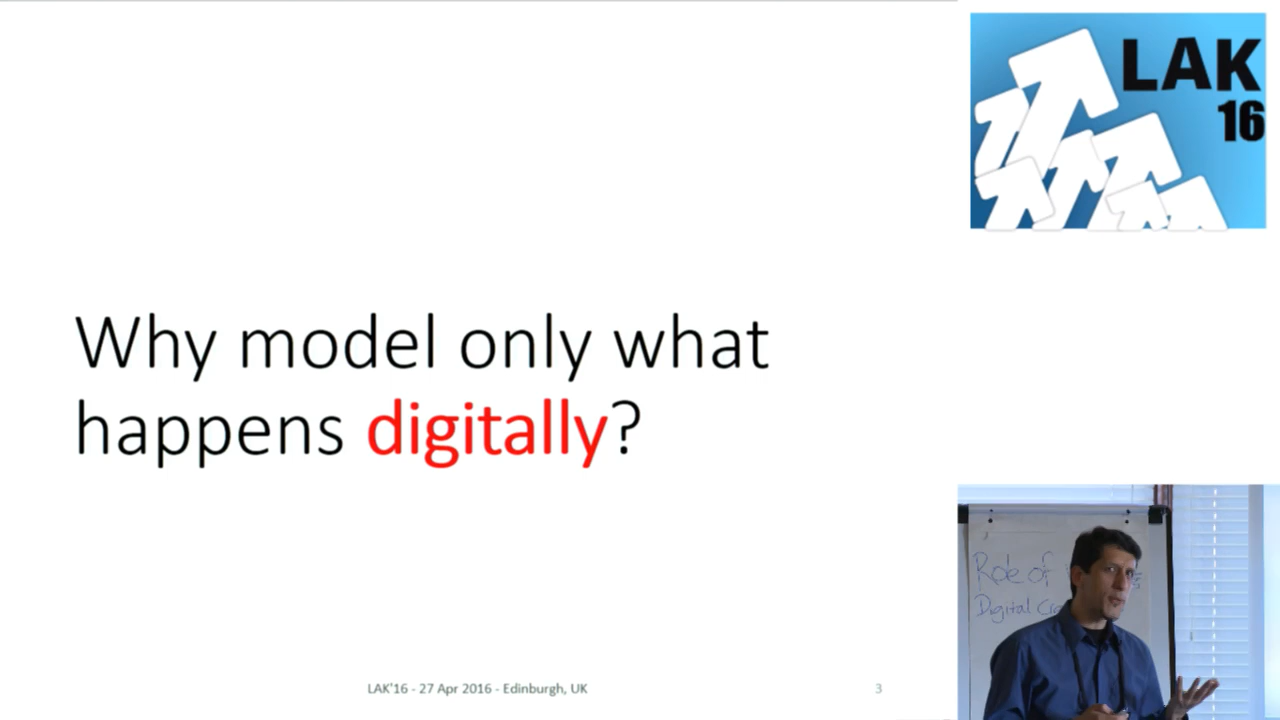 LAK
16
Why model only what
happens digitally?
Role of
Digital
LAK'16 - 27 Apr 2016 - Edinburgh, UK
3